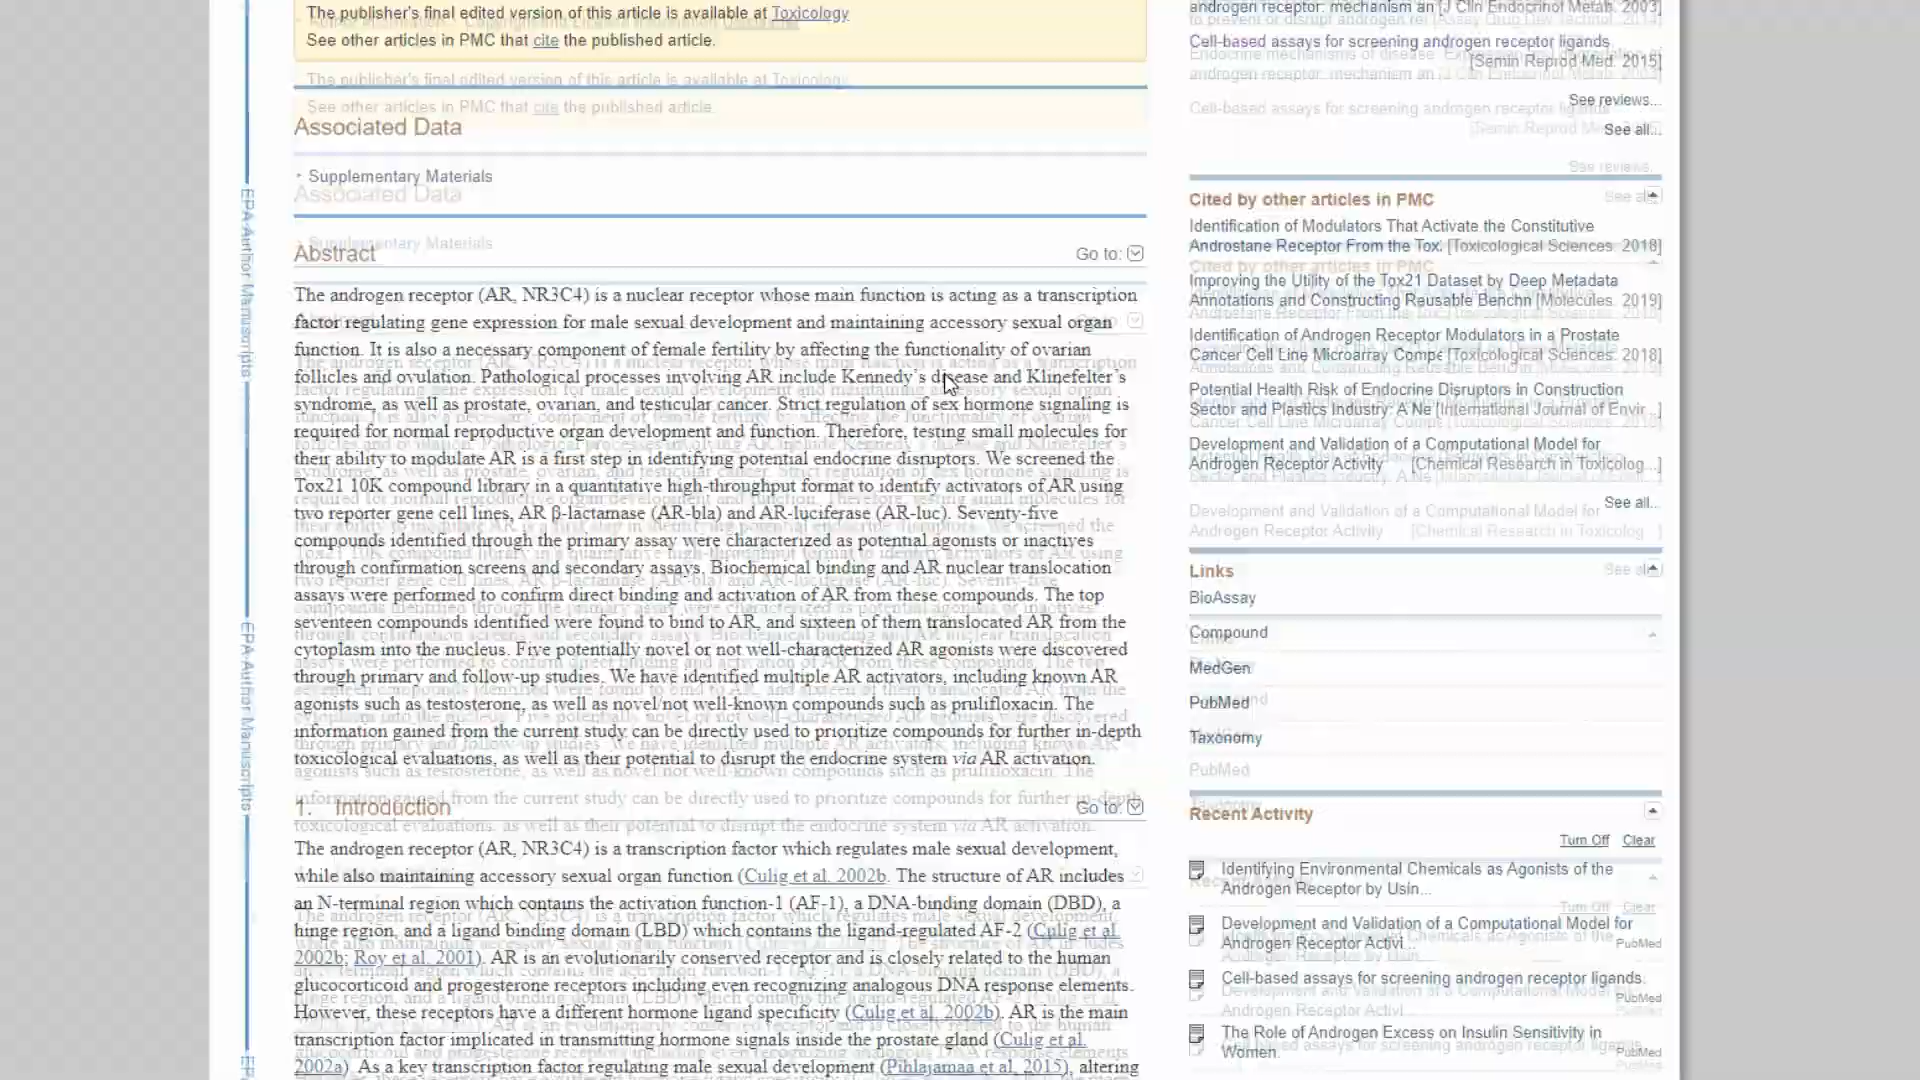 The publisher's final edited version of this article is available at Toxicology
See other articles in PMC that cite the published article.
Associated Data
Supplementary Materials
Abstract
Go to:
The androgen receptor (AR, NR3C4) is a nuclear receptor whose main function is acting as a transcription
factor regulating gene expression for male sexual development and maintaining accessory sexual organ
function. It is also a necessary component of female fertility by affecting the functionality of ovarian
follicles and ovulation. Pathological processes involving AR include Kennedy's disease and Klinefelter's
syndrome, as well as prostate, ovarian, and testicular cancer. Strict regulation of sex hormone signaling is
required for normal reproductive organ development and function. Therefore, testing small molecules for
their ability to modulate AR is a first step in identifying potential endocrine disruptors. We screened the
Tox21 10K compound library in a quantitative high-throughput format to identify activators of AR using
two reporter gene cell lines, AR β-lactamase (AR-bla) and AR-luciferase (AR-luc). Seventy-five
compounds identified through the primary assay were characterized as potential agonists or inactives
through confirmation screens and secondary assays. Biochemical binding and AR nuclear translocation
assays were performed to confirm direct binding and activation of AR from these compounds. The top
seventeen compounds identified were found to bind to AR, and sixteen of them translocated AR from the
cytoplasm into the nucleus. Five potentially novel or not well-characterized AR agonists were discovered
through primary and follow-up studies. We have identified multiple AR activators, including known AR
agonists such as testosterone, as well as novel/not well-known compounds such as prulifloxacin. The
information gained from the current study can be directly used to prioritize compounds for further in-depth
toxicological evaluations, as well as their potential to disrupt the endocrine system via AR activation.
1. Introduction
Go to:
The androgen receptor (AR, NR3C4) is a transcription factor which regulates male sexual development,
while also maintaining accessory sexual organ function (Culig et al. 2002b. The structure of AR includes
an N-terminal region which contains the activation function-1 (AF-1), a DNA-binding domain (DBD), a
hinge region, and a ligand binding domain (LBD) which contains the ligand-regulated AF-2 (Culig et al.
2002b; Roy et al. 2001). AR is an evolutionarily conserved receptor and is closely related to the human
glucocorticoid and progesterone receptors including even recognizing analogous DNA response elements.
However, these receptors have a different hormone ligand specificity (Culig et al. 2002b). AR is the main
transcription factor implicated in transmitting hormone signals inside the prostate gland (Culig et al.
2002a). As a key transcription factor regulating male sexual development (Pihlajamaa et al. 2015), altering
EPA Author Manuscripts
EPA Author Manuscripts
androgen receptor: mechanism an [J Clin Endocrinol Metab. 2003]
Cell-based assays for screening androgen receptor ligands.
[Semin Reprod Med. 2015]
See reviews...
See all...
Cited by other articles in PMC
Identification of Modulators That Activate the Constitutive
Androstane Receptor From the Tox. [Toxicological Sciences. 2018]
Improving the Utility of the Tox21 Dataset by Deep Metadata
Annotations and Constructing Reusable Benchn [Molecules. 2019]
Identification of Androgen Receptor Modulators in a Prostate
Cancer Cell Line Microarray Compe [Toxicological Sciences. 2018]
Potential Health Risk of Endocrine Disruptors in Construction
Sector and Plastics Industry: A Ne [International Journal of Envir...]
Development and Validation of a Computational Model for
Androgen Receptor Activity [Chemical Research in Toxicolog...]
See all...
Links
BioAssay
Compound
MedGen
PubMed
Taxonomy
Recent Activity
Turn Off Clear
Identifying Environmental Chemicals as Agonists of the
Androgen Receptor by Usin...
Development and Validation of a Computational Model for
Androgen Receptor Activi...
PubMed
Cell-based assays for screening androgen receptor ligands.
PubMed
The Role of Androgen Excess on Insulin Sensitivity in
Women.
PubMed